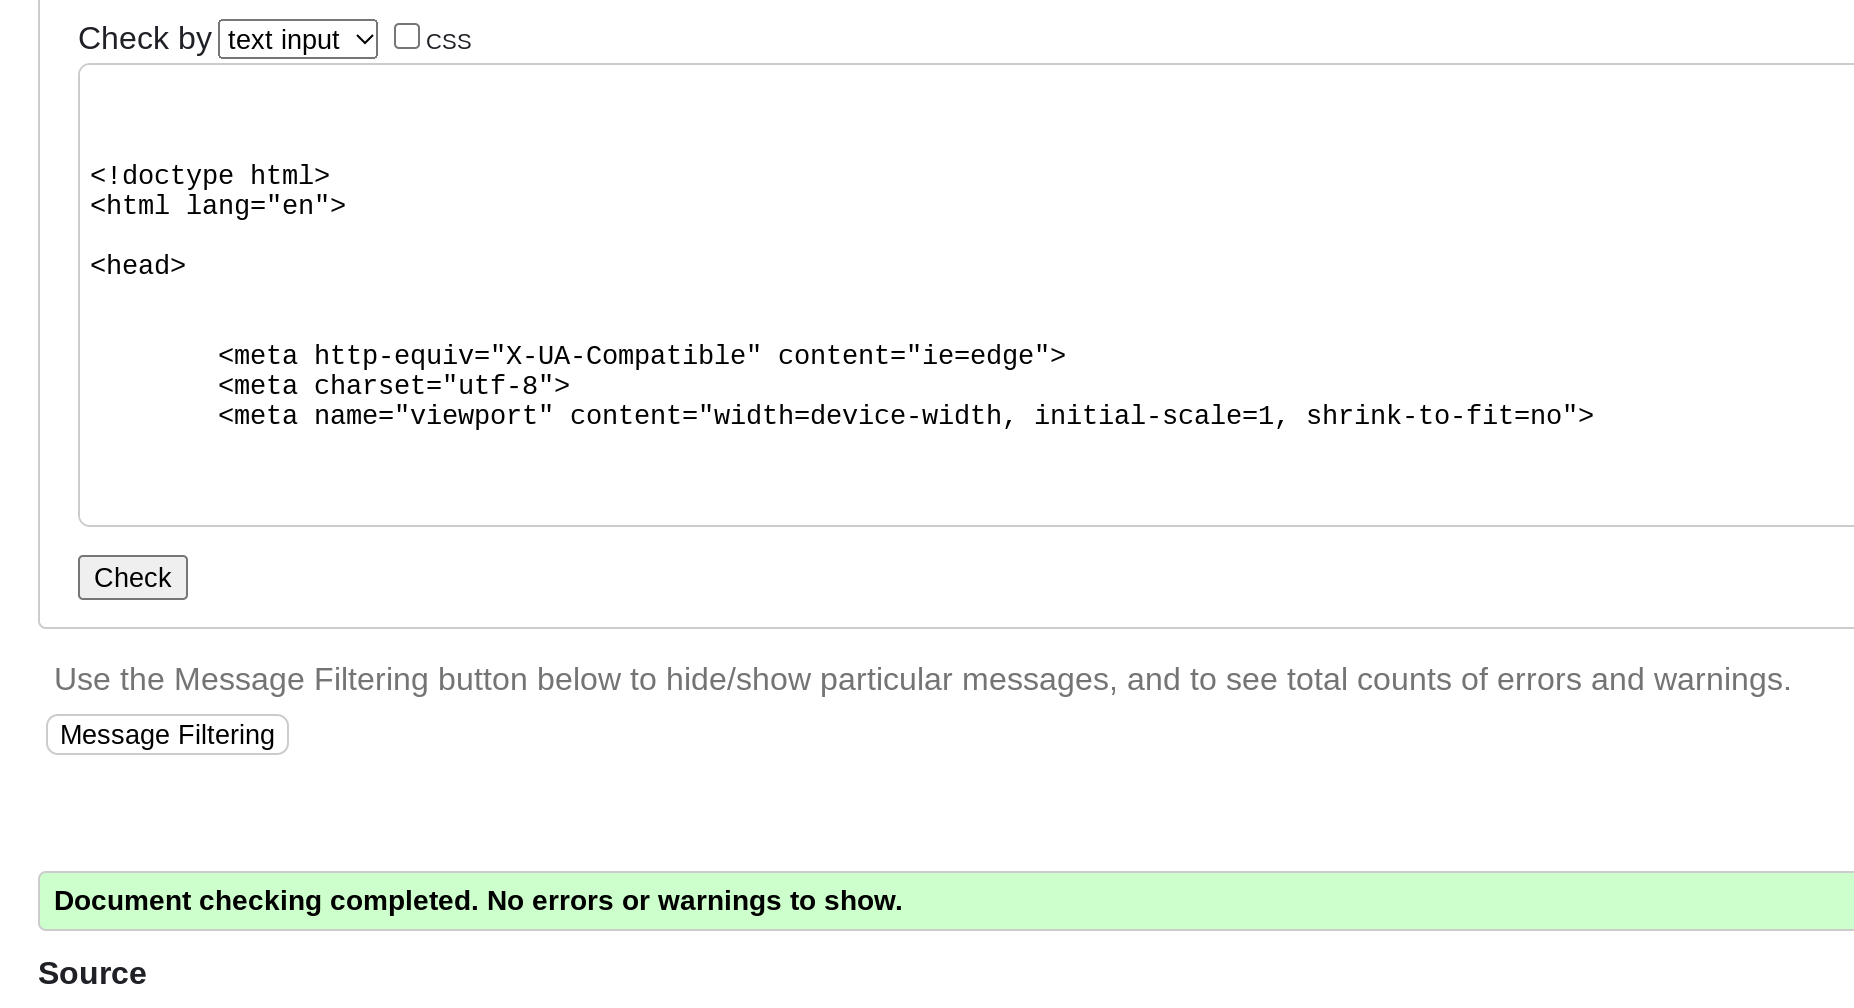 Check by text input CSS
<!doctype html>
<html lang="en">
<head>
<meta http-equiv="X-UA-Compatible" content="ie=edge">
<meta charset="utf-8">
<meta name="viewport" content="width=device-width, initial-scale=1, shrink-to-fit=no">
Check
Use the Message Filtering button below to hide/show particular messages, and to see total counts of errors and warnings.
Message Filtering
Document checking completed. No errors or warnings to show.
Source